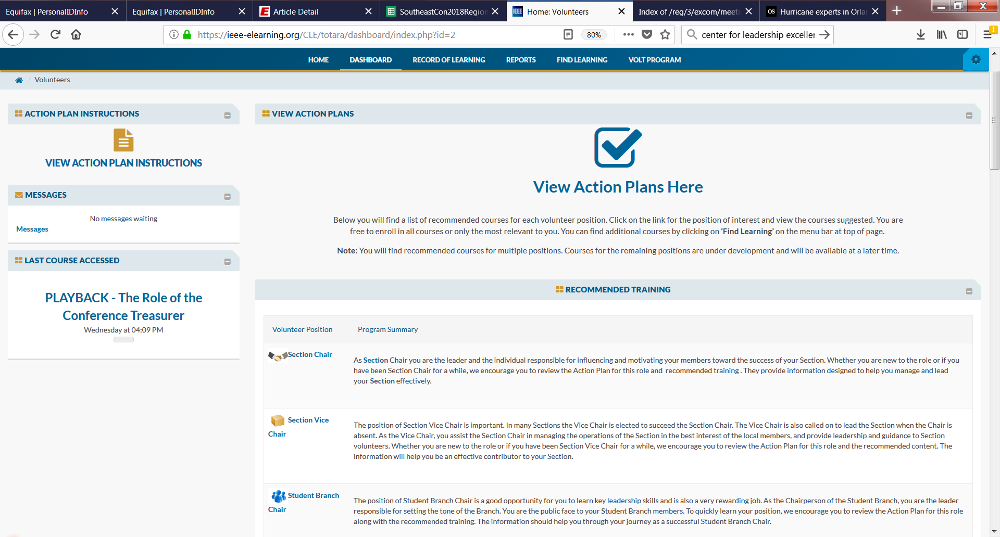 Equifax | PersonalIDInfo
Equifax | PersonalIDInfo
Article Detail
SoutheastCon2018Region
IEEE
Home: Volunteers
Index of /reg/3/excom/meeti
OS
Hurricane experts in Orla
https://ieee-elearning.org/CLE/totara/dashboard/index.php?id=2
80%
center for leadership exceller
HOME
DASHBOARD
RECORD OF LEARNING
REPORTS
FIND LEARNING
VOLT PROGRAM
/ Volunteers
ACTION PLAN INSTRUCTIONS
VIEW ACTION PLAN INSTRUCTIONS
MESSAGES
No messages waiting
Messages
LAST COURSE ACCESSED
PLAYBACK - The Role of the
Conference Treasurer
Wednesday at 04:09 PM
VIEW ACTION PLANS
View Action Plans Here
Below you will find a list of recommended courses for each volunteer position. Click on the link for the position of interest and view the courses suggested. You are
free to enroll in all courses or only the most relevant to you. You can find additional courses by clicking on ‘Find Learning’ on the menu bar at top of page.
Note: You will find recommended courses for multiple positions. Courses for the remaining positions are under development and will be available at a later time.
RECOMMENDED TRAINING
Volunteer Position
Program Summary
Section Chair
As Section Chair you are the leader and the individual responsible for influencing and motivating your members toward the success of your Section. Whether you are new to the role or if you
have been Section Chair for a while, we encourage you to review the Action Plan for this role and recommended training . They provide information designed to help you manage and lead
your Section effectively.
Section Vice
Chair
The position of Section Vice Chair is important. In many Sections the Vice Chair is elected to succeed the Section Chair. The Vice Chair is also called on to lead the Section when the Chair is
absent. As the Vice Chair, you assist the Section Chair in managing the operations of the Section in the best interest of the local members, and provide leadership and guidance to Section
volunteers. Whether you are new to the role or if you have been Section Vice Chair for a while, we encourage you to review the Action Plan for this role and the recommended content. The
information will help you be an effective contributor to your Section.
Student Branch
Chair
The position of Student Branch Chair is a good opportunity for you to learn key leadership skills and is also a very rewarding job. As the Chairperson of the Student Branch, you are the leader
responsible for setting the tone of the Branch. You are the public face to your Student Branch members. To quickly learn your position, we encourage you to review the Action Plan for this role
along with the recommended training. The information should help you through your journey as a successful Student Branch Chair.